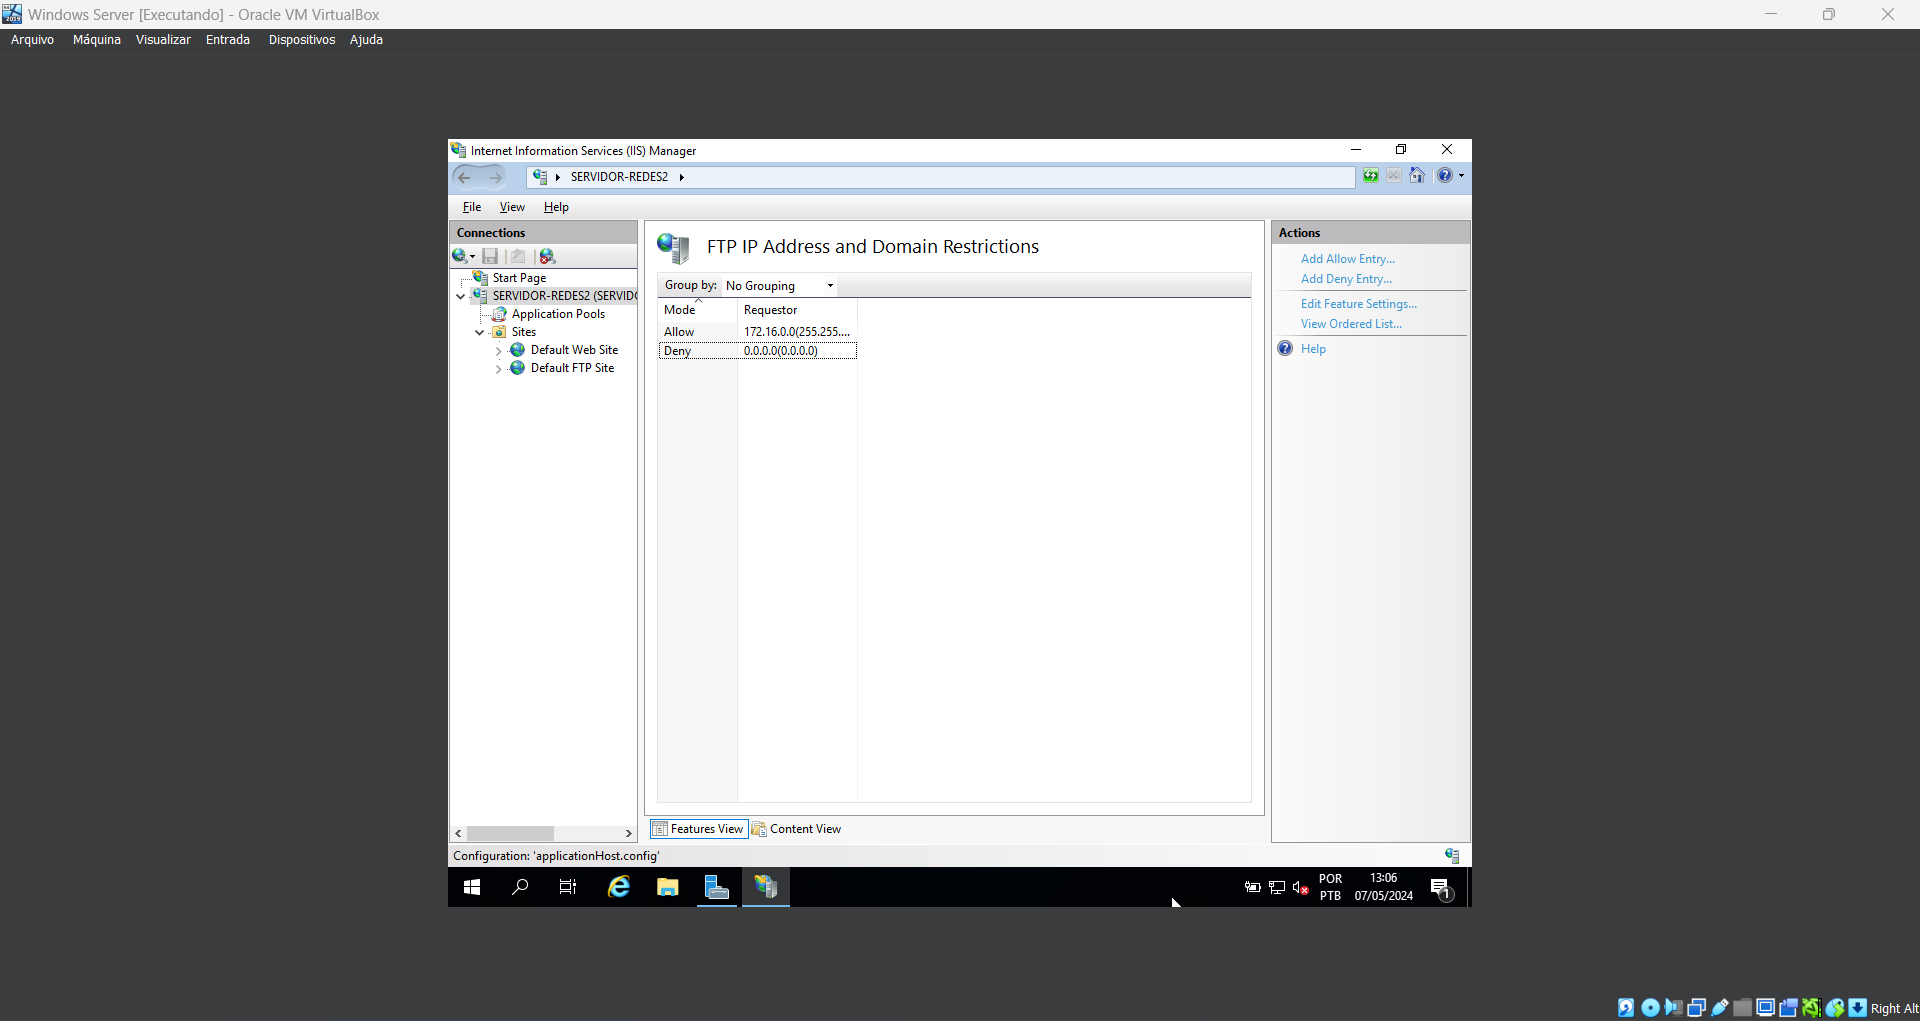 Windows Server [Executando] - Oracle VM VirtualBox
Arquivo Máquina Visualizar Entrada Dispositivos Ajuda
Internet Information Services (IIS) Manager
SERVIDOR-REDES2
File View Help
Connections
Start Page
SERVIDOR-REDES2 (SERVIDO
Application Pools
Sites
Default Web Site
Default FTP Site
FTP IP Address and Domain Restrictions
Group by: No Grouping
Mode Requestor
Allow 172.16.0.0(255.255....
Deny 0.0.0.0(0.0.0.0)
Features View Content View
Actions
Add Allow Entry...
Add Deny Entry...
Edit Feature Settings...
View Ordered List...
Help
Configuration: 'applicationHost.config'
POR
PTB
13:06
07/05/2024
1
Right Alt